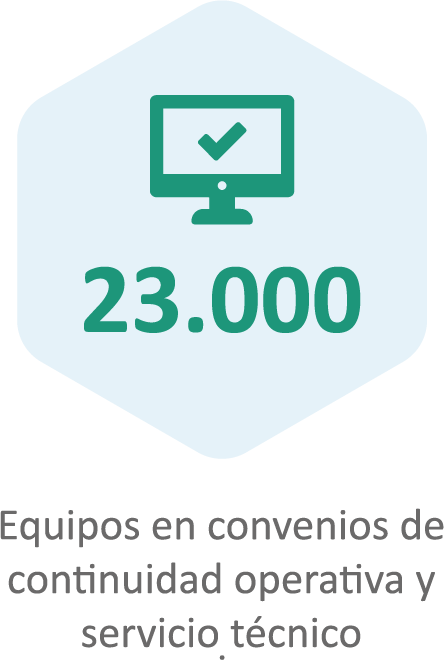 23.000
Equipos en convenios de
continuidad operativa y
servicio técnico